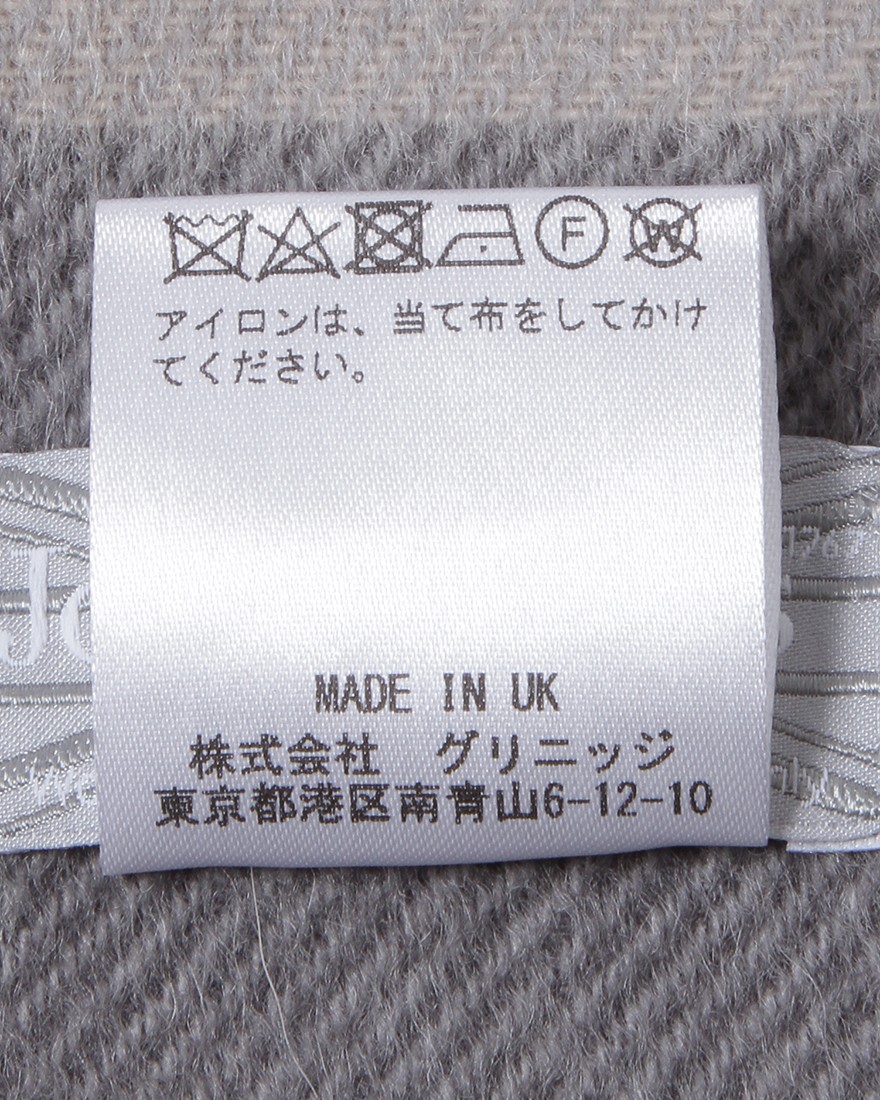 F W
アイロンは、当て布をしてかけ
てください。
MADE IN UK
株式会社 グリニッジ
東京都港区南青山6-12-10